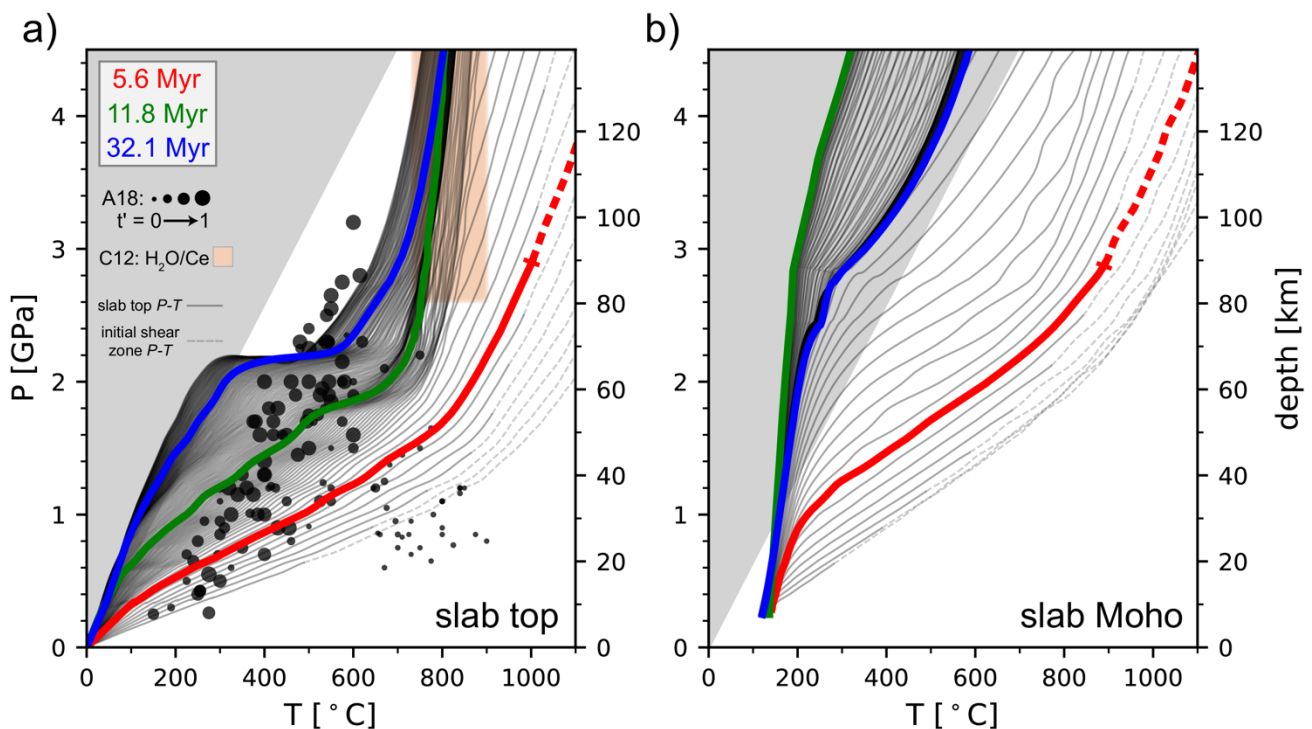 a)
5.6 Myr
11.8 Myr
32.1 Myr
A18:
t' = 0→1
C12: H₂O/Ce
slab top P-T
initial shear
zone P-T
slab top
P [GPa]
4
3
2
1
0
0 200 400 600 800 1000
T [°C]
120
100
80
60
40
20
0
b)
slab Moho
4
3
2
1
0
0 200 400 600 800 1000
T [°C]
120
100
80
60
40
20
0
depth [km]